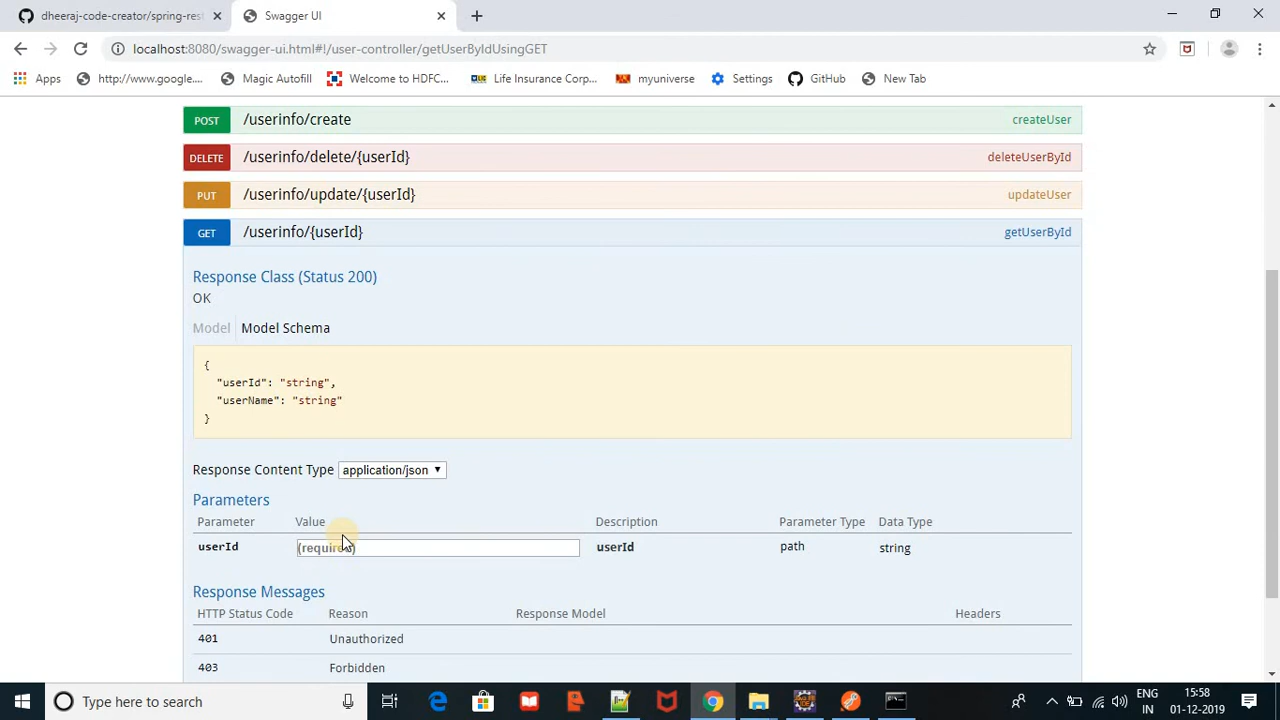 dheeraj-code-creator/spring-res
Swagger UI
localhost:8080/swagger-ui.html#!/user-controller/getUserByIdUsingGET
Apps
http://www.google....
Magic Autofill
Welcome to HDFC...
Life Insurance Corp...
myuniverse
Settings
GitHub
New Tab
POST /userinfo/create createUser
DELETE /userinfo/delete/{userId} deleteUserById
PUT /userinfo/update/{userId} updateUser
GET /userinfo/{userId} getUserById
Response Class (Status 200)
OK
Model Model Schema
{
"userId": "string",
"userName": "string"
}
Response Content Type application/json
Parameters
Parameter Value Description Parameter Type Data Type
userId (required) userId path string
Response Messages
HTTP Status Code Reason Response Model Headers
401 Unauthorized
403 Forbidden
Type here to search
ENG
IN
15:58
01-12-2019